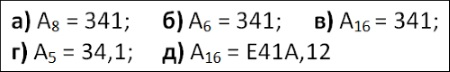 а) A₈ = 341; б) A₆ = 341; в) A₁₆ = 341;
г) A₅ = 34,1; д) A₁₆ = E41A,12